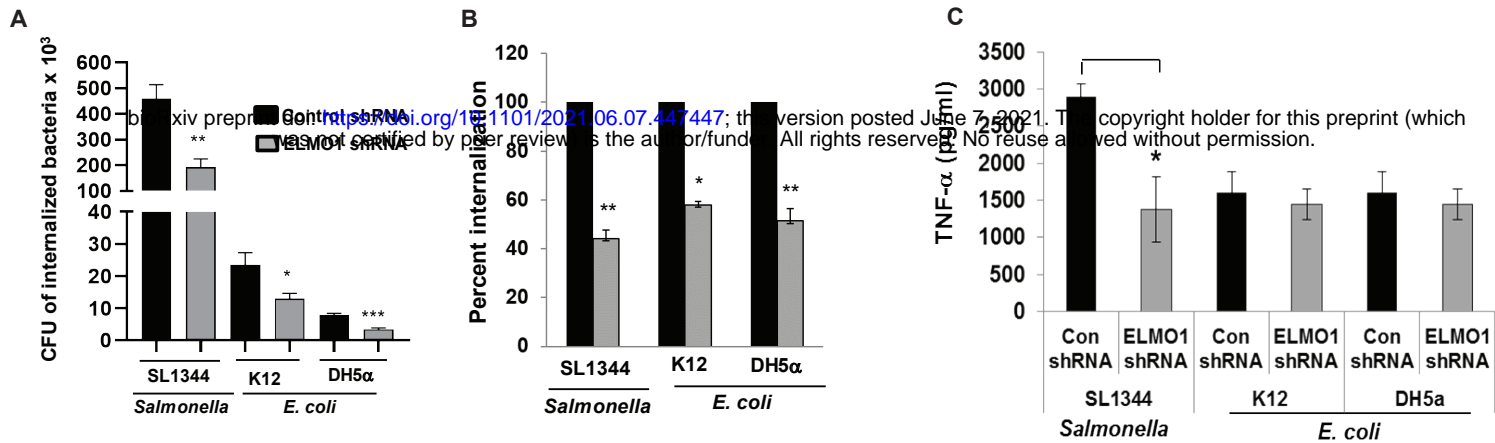 A
B
C
CFU of internalized bacteria x 10³
600
500
400
300
200
100
40
30
20
10
0
**
*
***
Control shRNA
ELMO1 shRNA
SL1344
K12
DH5α
Salmonella
E. coli
Percent internalization
120
100
80
60
40
20
0
**
*
**
SL1344
K12
DH5α
Salmonella
E. coli
TNF-α (pg/ml)
3500
3000
2500
2000
1500
1000
500
0
*
Con shRNA
ELMO1 shRNA
Con shRNA
ELMO1 shRNA
Con shRNA
ELMO1 shRNA
SL1344
K12
DH5a
Salmonella
E. coli
bioRxiv preprint doi: https://doi.org/10.1101/2021.06.07.447447; this version posted June 7, 2021. The copyright holder for this preprint (which
was not certified by peer review) is the author/funder. All rights reserved. No reuse allowed without permission.